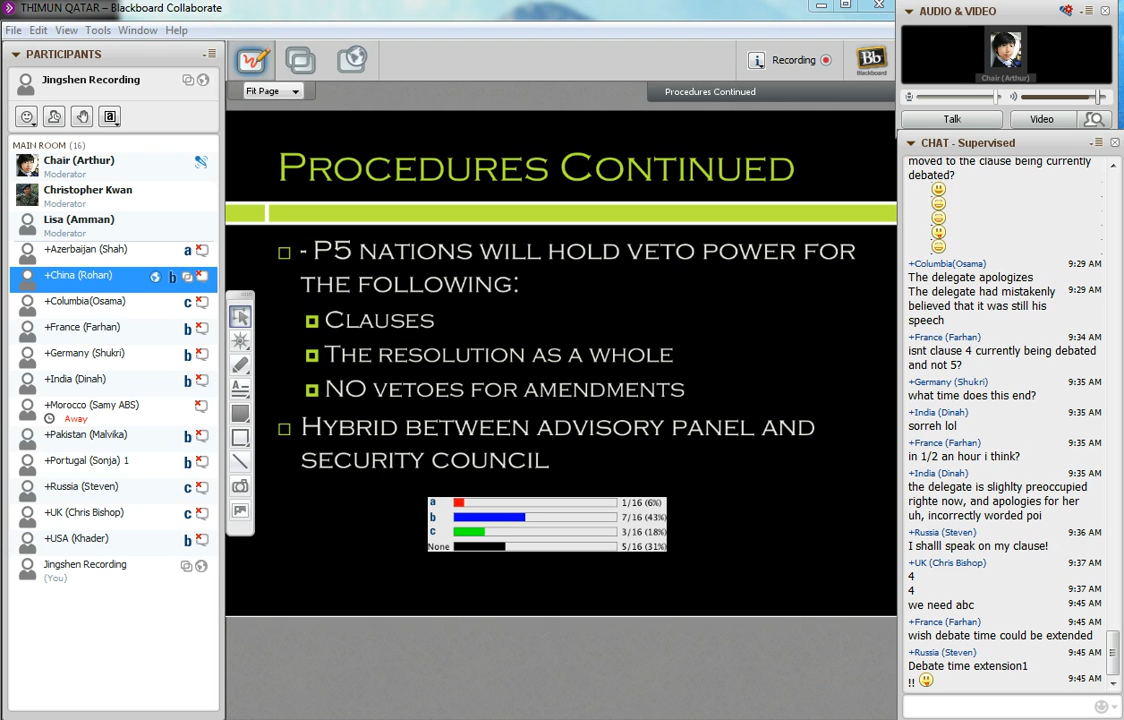 THIMUN QATAR – Blackboard Collaborate
File Edit View Tools Window Help
PARTICIPANTS
Jingshen Recording
MAIN ROOM (16)
Chair (Arthur)
Moderator
Christopher Kwan
Moderator
Lisa (Amman)
Moderator
+Azerbaijan (Shah) a
+China (Rohan) b
+Columbia(Osama) c
+France (Farhan) b
+Germany (Shukri) b
+India (Dinah) b
+Morocco (Samy ABS)
Away
+Pakistan (Malvika) b
+Portugal (Sonja) 1 b
+Russia (Steven) c
+UK (Chris Bishop) c
+USA (Khader) b
Jingshen Recording
(You)
Fit Page
Recording
Bb
Blackboard
Procedures Continued
PROCEDURES CONTINUED
- P5 NATIONS WILL HOLD VETO POWER FOR
THE FOLLOWING:
CLAUSES
THE RESOLUTION AS A WHOLE
NO VETOES FOR AMENDMENTS
HYBRID BETWEEN ADVISORY PANEL AND
SECURITY COUNCIL
a 1/16 (6%)
b 7/16 (43%)
c 3/16 (18%)
None 5/16 (31%)
AUDIO & VIDEO
Chair (Arthur)
Talk Video
CHAT - Supervised
moved to the clause being currently
debated?
+Columbia(Osama) 9:29 AM
The delegate apologizes
The delegate had mistakenly 9:29 AM
believed that it was still his
speech
+France (Farhan) 9:34 AM
isnt clause 4 currently being debated
and not 5?
+Germany (Shukri) 9:35 AM
what time does this end?
+India (Dinah) 9:35 AM
sorreh lol
+France (Farhan) 9:35 AM
in 1/2 an hour i think?
+India (Dinah) 9:35 AM
the delegate is slighlty preoccupied
righte now, and apologies for her
uh, incorrectly worded poi
+Russia (Steven) 9:36 AM
I shalll speak on my clause!
+UK (Chris Bishop) 9:37 AM
4
4 9:37 AM
we need abc 9:45 AM
+France (Farhan) 9:45 AM
wish debate time could be extended
+Russia (Steven) 9:45 AM
Debate time extension1
!! 9:45 AM